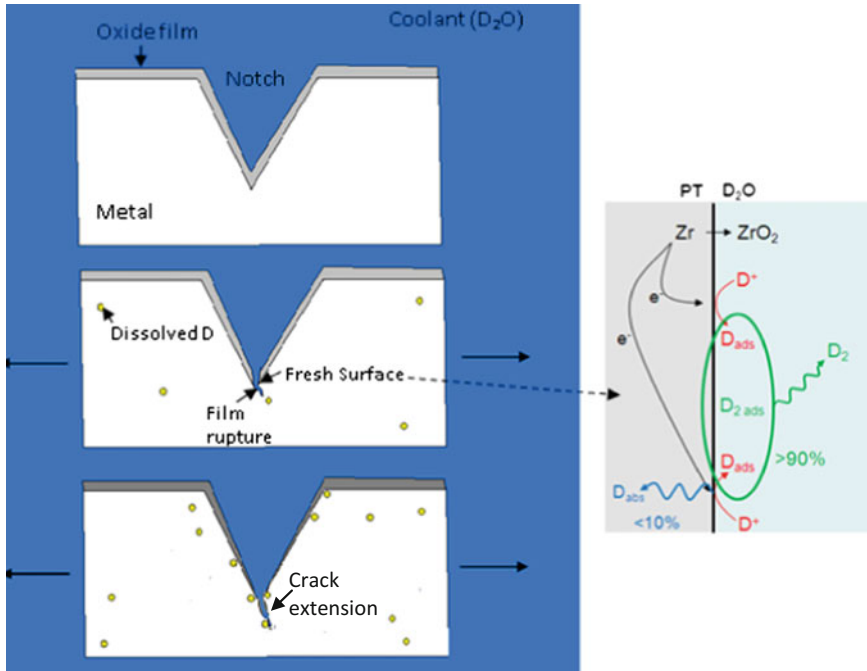 Coolant (D₂O)
Oxide film
Notch
Metal
Dissolved D
Fresh Surface
Film
rupture
Crack
extension
PT D₂O
Zr → ZrO₂
D⁺
e⁻
D_ads
e⁻
D₂
D₂ ads
D_ads
>90%
D_abs
<10%
D⁺